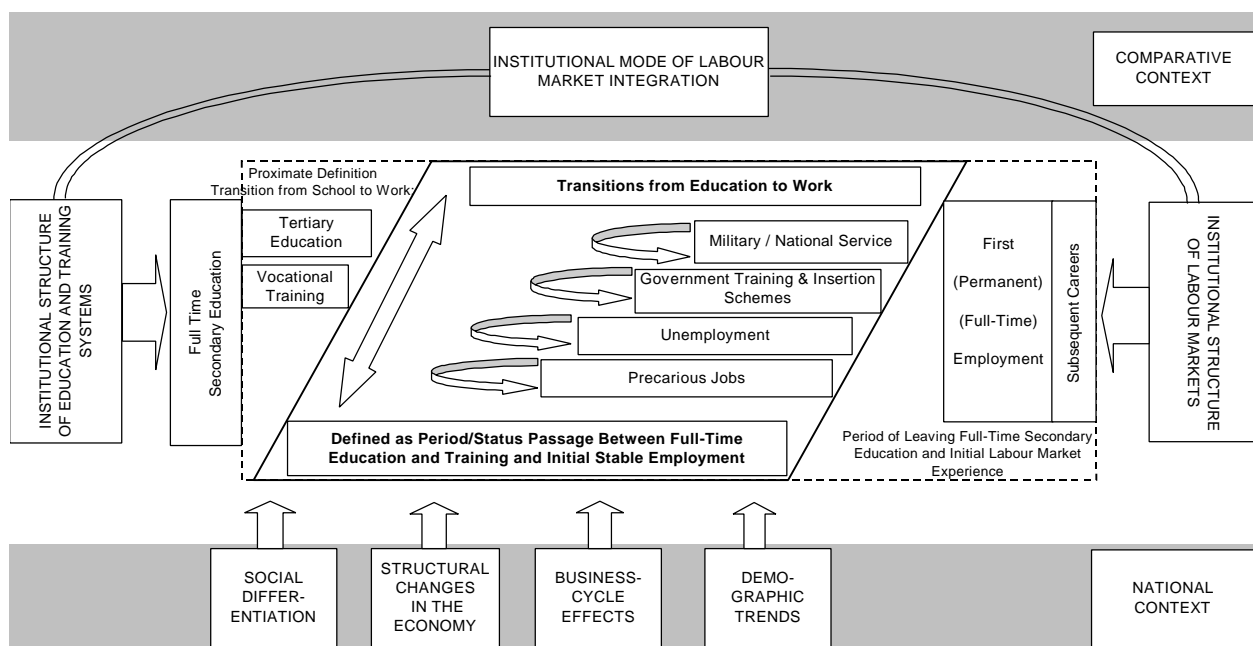 INSTITUTIONAL MODE OF LABOUR
MARKET INTEGRATION
COMPARATIVE
CONTEXT
Proximate Definition
Transition from School to Work:
Transitions from Education to Work
INSTITUTIONAL STRUCTURE
OF EDUCATION AND TRAINING
SYSTEMS
Full Time
Secondary Education
Tertiary
Education
Vocational
Training
Military / National Service
Government Training & Insertion
Schemes
Unemployment
Precarious Jobs
First
(Permanent)
(Full-Time)
Employment
Subsequent Careers
INSTITUTIONAL STRUCTURE
OF LABOUR MARKETS
Defined as Period/Status Passage Between Full-Time
Education and Training and Initial Stable Employment
Period of Leaving Full-Time Secondary
Education and Initial Labour Market
Experience
SOCIAL
DIFFER-
ENTIATION
STRUCTURAL
CHANGES
IN THE
ECONOMY
BUSINESS-
CYCLE
EFFECTS
DEMO-
GRAPHIC
TRENDS
NATIONAL
CONTEXT